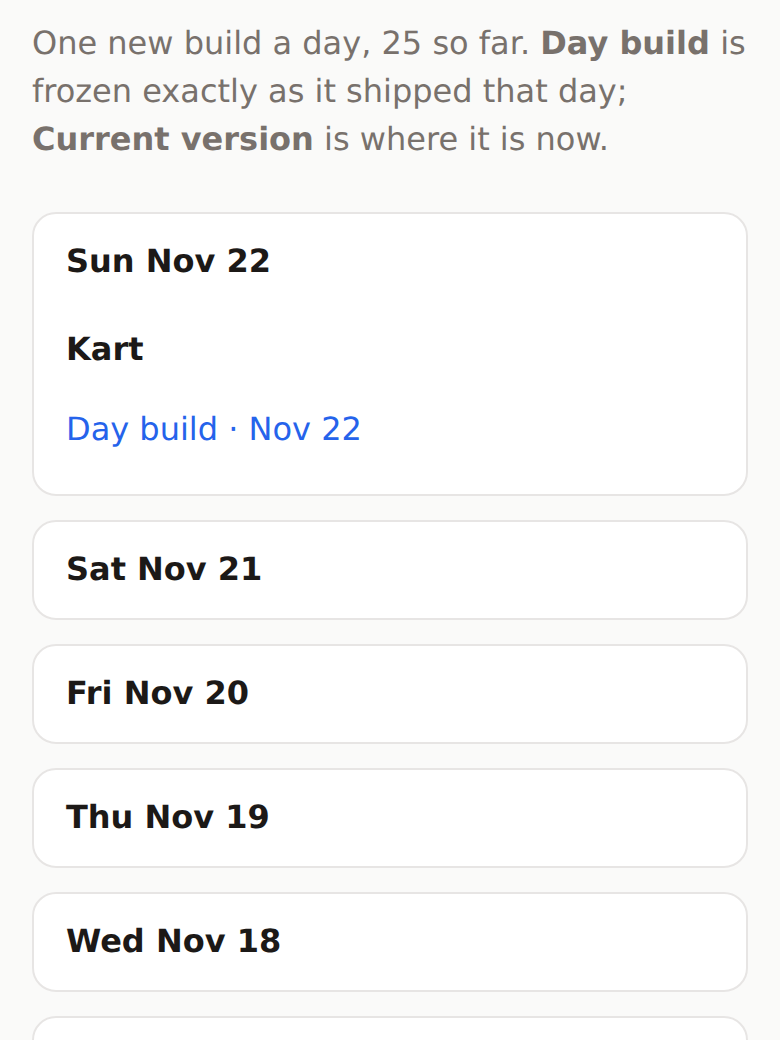 One new build a day, 25 so far. Day build is
frozen exactly as it shipped that day;
Current version is where it is now.
Sun Nov 22
Kart
Day build · Nov 22
Sat Nov 21
Fri Nov 20
Thu Nov 19
Wed Nov 18